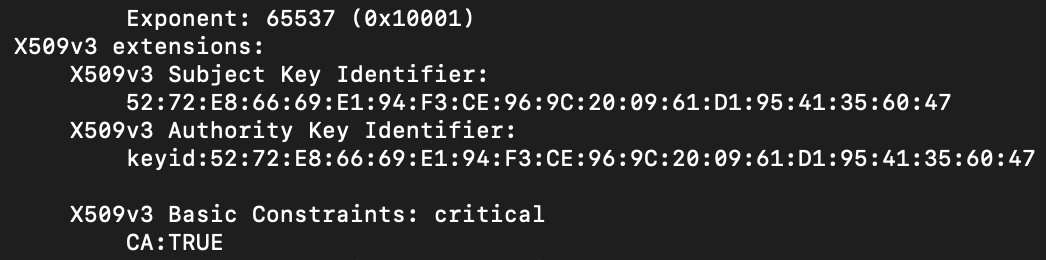 Exponent: 65537 (0x10001)
X509v3 extensions:
X509v3 Subject Key Identifier:
52:72:E8:66:69:E1:94:F3:CE:96:9C:20:09:61:D1:95:41:35:60:47
X509v3 Authority Key Identifier:
keyid:52:72:E8:66:69:E1:94:F3:CE:96:9C:20:09:61:D1:95:41:35:60:47
X509v3 Basic Constraints: critical
CA:TRUE